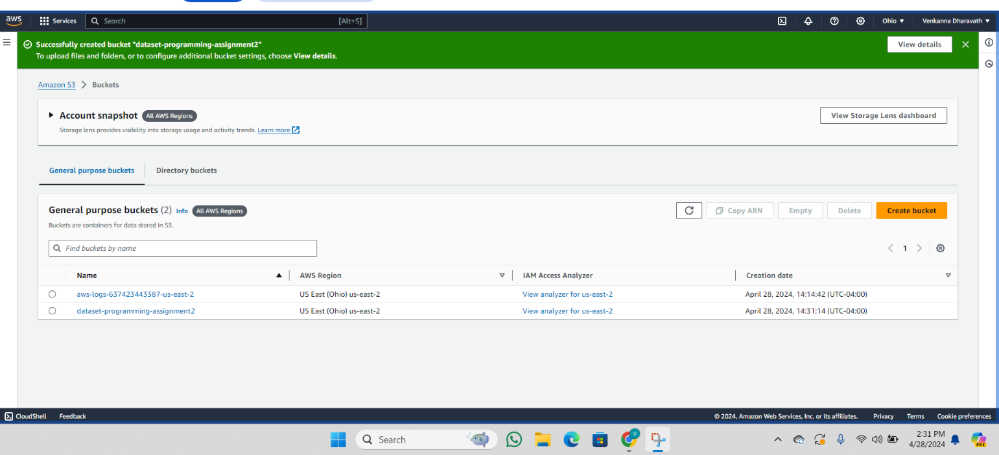 aws Services Search [Alt+S] Ohio ▼ Venkanna Dharavath ▼
Successfully created bucket "dataset-programming-assignment2"
To upload files and folders, or to configure additional bucket settings, choose View details.
View details
Amazon S3 > Buckets
Account snapshot All AWS Regions
Storage lens provides visibility into storage usage and activity trends. Learn more
View Storage Lens dashboard
General purpose buckets Directory buckets
General purpose buckets (2) Info All AWS Regions
Buckets are containers for data stored in S3.
Copy ARN Empty Delete Create bucket
Find buckets by name
1
Name AWS Region IAM Access Analyzer Creation date
aws-logs-637423443387-us-east-2 US East (Ohio) us-east-2 View analyzer for us-east-2 April 28, 2024, 14:14:42 (UTC-04:00)
dataset-programming-assignment2 US East (Ohio) us-east-2 View analyzer for us-east-2 April 28, 2024, 14:31:14 (UTC-04:00)
CloudShell Feedback © 2024, Amazon Web Services, Inc. or its affiliates. Privacy Terms Cookie preferences
Search
V
2:31 PM
4/28/2024
PRE